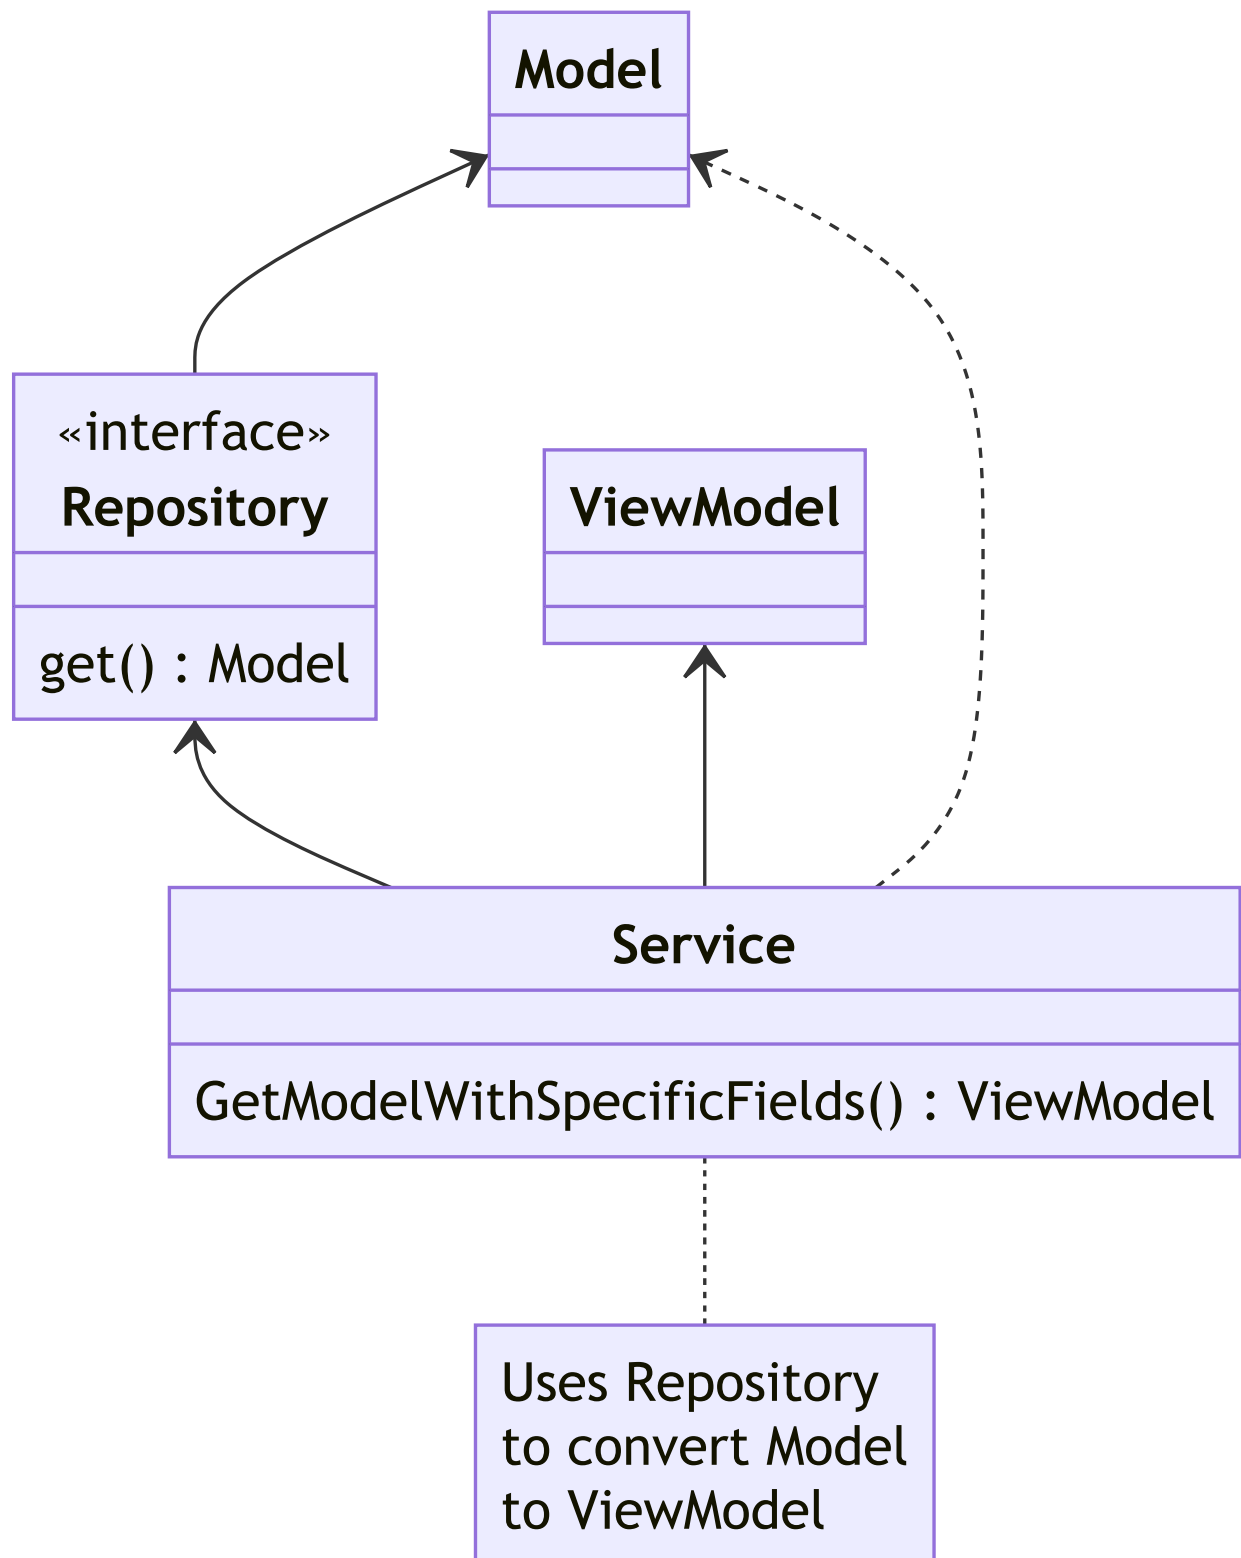 Model
«interface»
Repository
get() : Model
ViewModel
Service
GetModelWithSpecificFields() : ViewModel
Uses Repository
to convert Model
to ViewModel